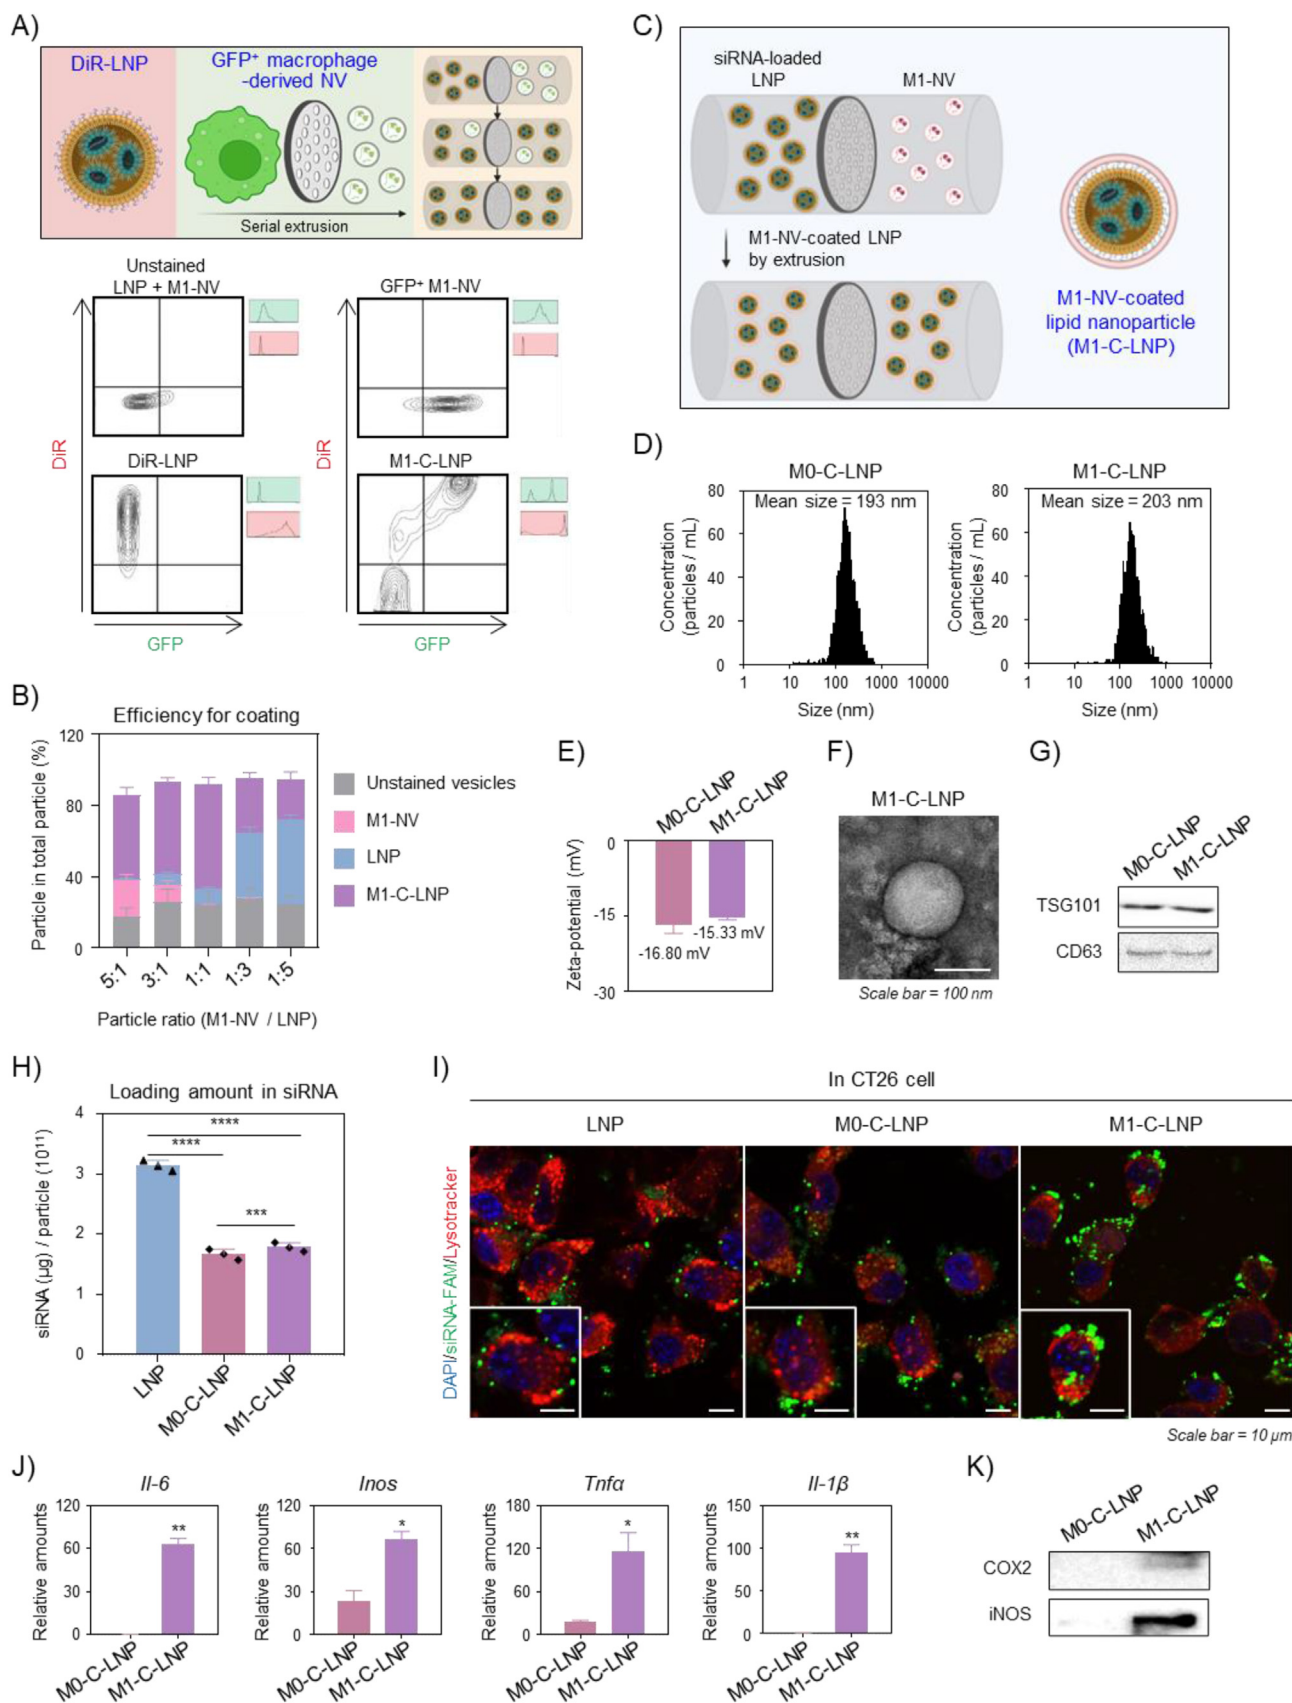 A)
DiR-LNP
GFP⁺ macrophage
-derived NV
Serial extrusion
Unstained
LNP + M1-NV
GFP⁺ M1-NV
DiR
DiR-LNP
DiR
M1-C-LNP
GFP
GFP
B)
Efficiency for coating
Particle in total particle (%)
120
80
40
0
5:1
3:1
1:1
1:3
1:5
Particle ratio (M1-NV / LNP)
Unstained vesicles
M1-NV
LNP
M1-C-LNP
C)
siRNA-loaded
LNP
M1-NV
M1-NV-coated LNP
by extrusion
M1-NV-coated
lipid nanoparticle
(M1-C-LNP)
D)
M0-C-LNP
Mean size = 193 nm
Concentration
(particles / mL)
80
60
40
20
0
1
10
100
1000
10000
Size (nm)
M1-C-LNP
Mean size = 203 nm
Concentration
(particles / mL)
80
60
40
20
0
1
10
100
1000
10000
Size (nm)
E)
M0-C-LNP
M1-C-LNP
Zeta-potential (mV)
0
-15
-30
-16.80 mV
-15.33 mV
F)
M1-C-LNP
Scale bar = 100 nm
G)
M0-C-LNP
M1-C-LNP
TSG101
CD63
H)
Loading amount in siRNA
siRNA (µg) / particle (10¹¹)
4
3
2
1
0
****
****
***
LNP
M0-C-LNP
M1-C-LNP
I)
In CT26 cell
LNP
M0-C-LNP
M1-C-LNP
DAPI/siRNA-FAM/Lysotracker
Scale bar = 10 µm
J)
Il-6
Relative amounts
120
90
60
30
0
**
M0-C-LNP
M1-C-LNP
Inos
Relative amounts
120
90
60
30
0
*
M0-C-LNP
M1-C-LNP
Tnfα
Relative amounts
180
120
60
0
*
M0-C-LNP
M1-C-LNP
Il-1β
Relative amounts
150
100
50
0
**
M0-C-LNP
M1-C-LNP
K)
M0-C-LNP
M1-C-LNP
COX2
iNOS